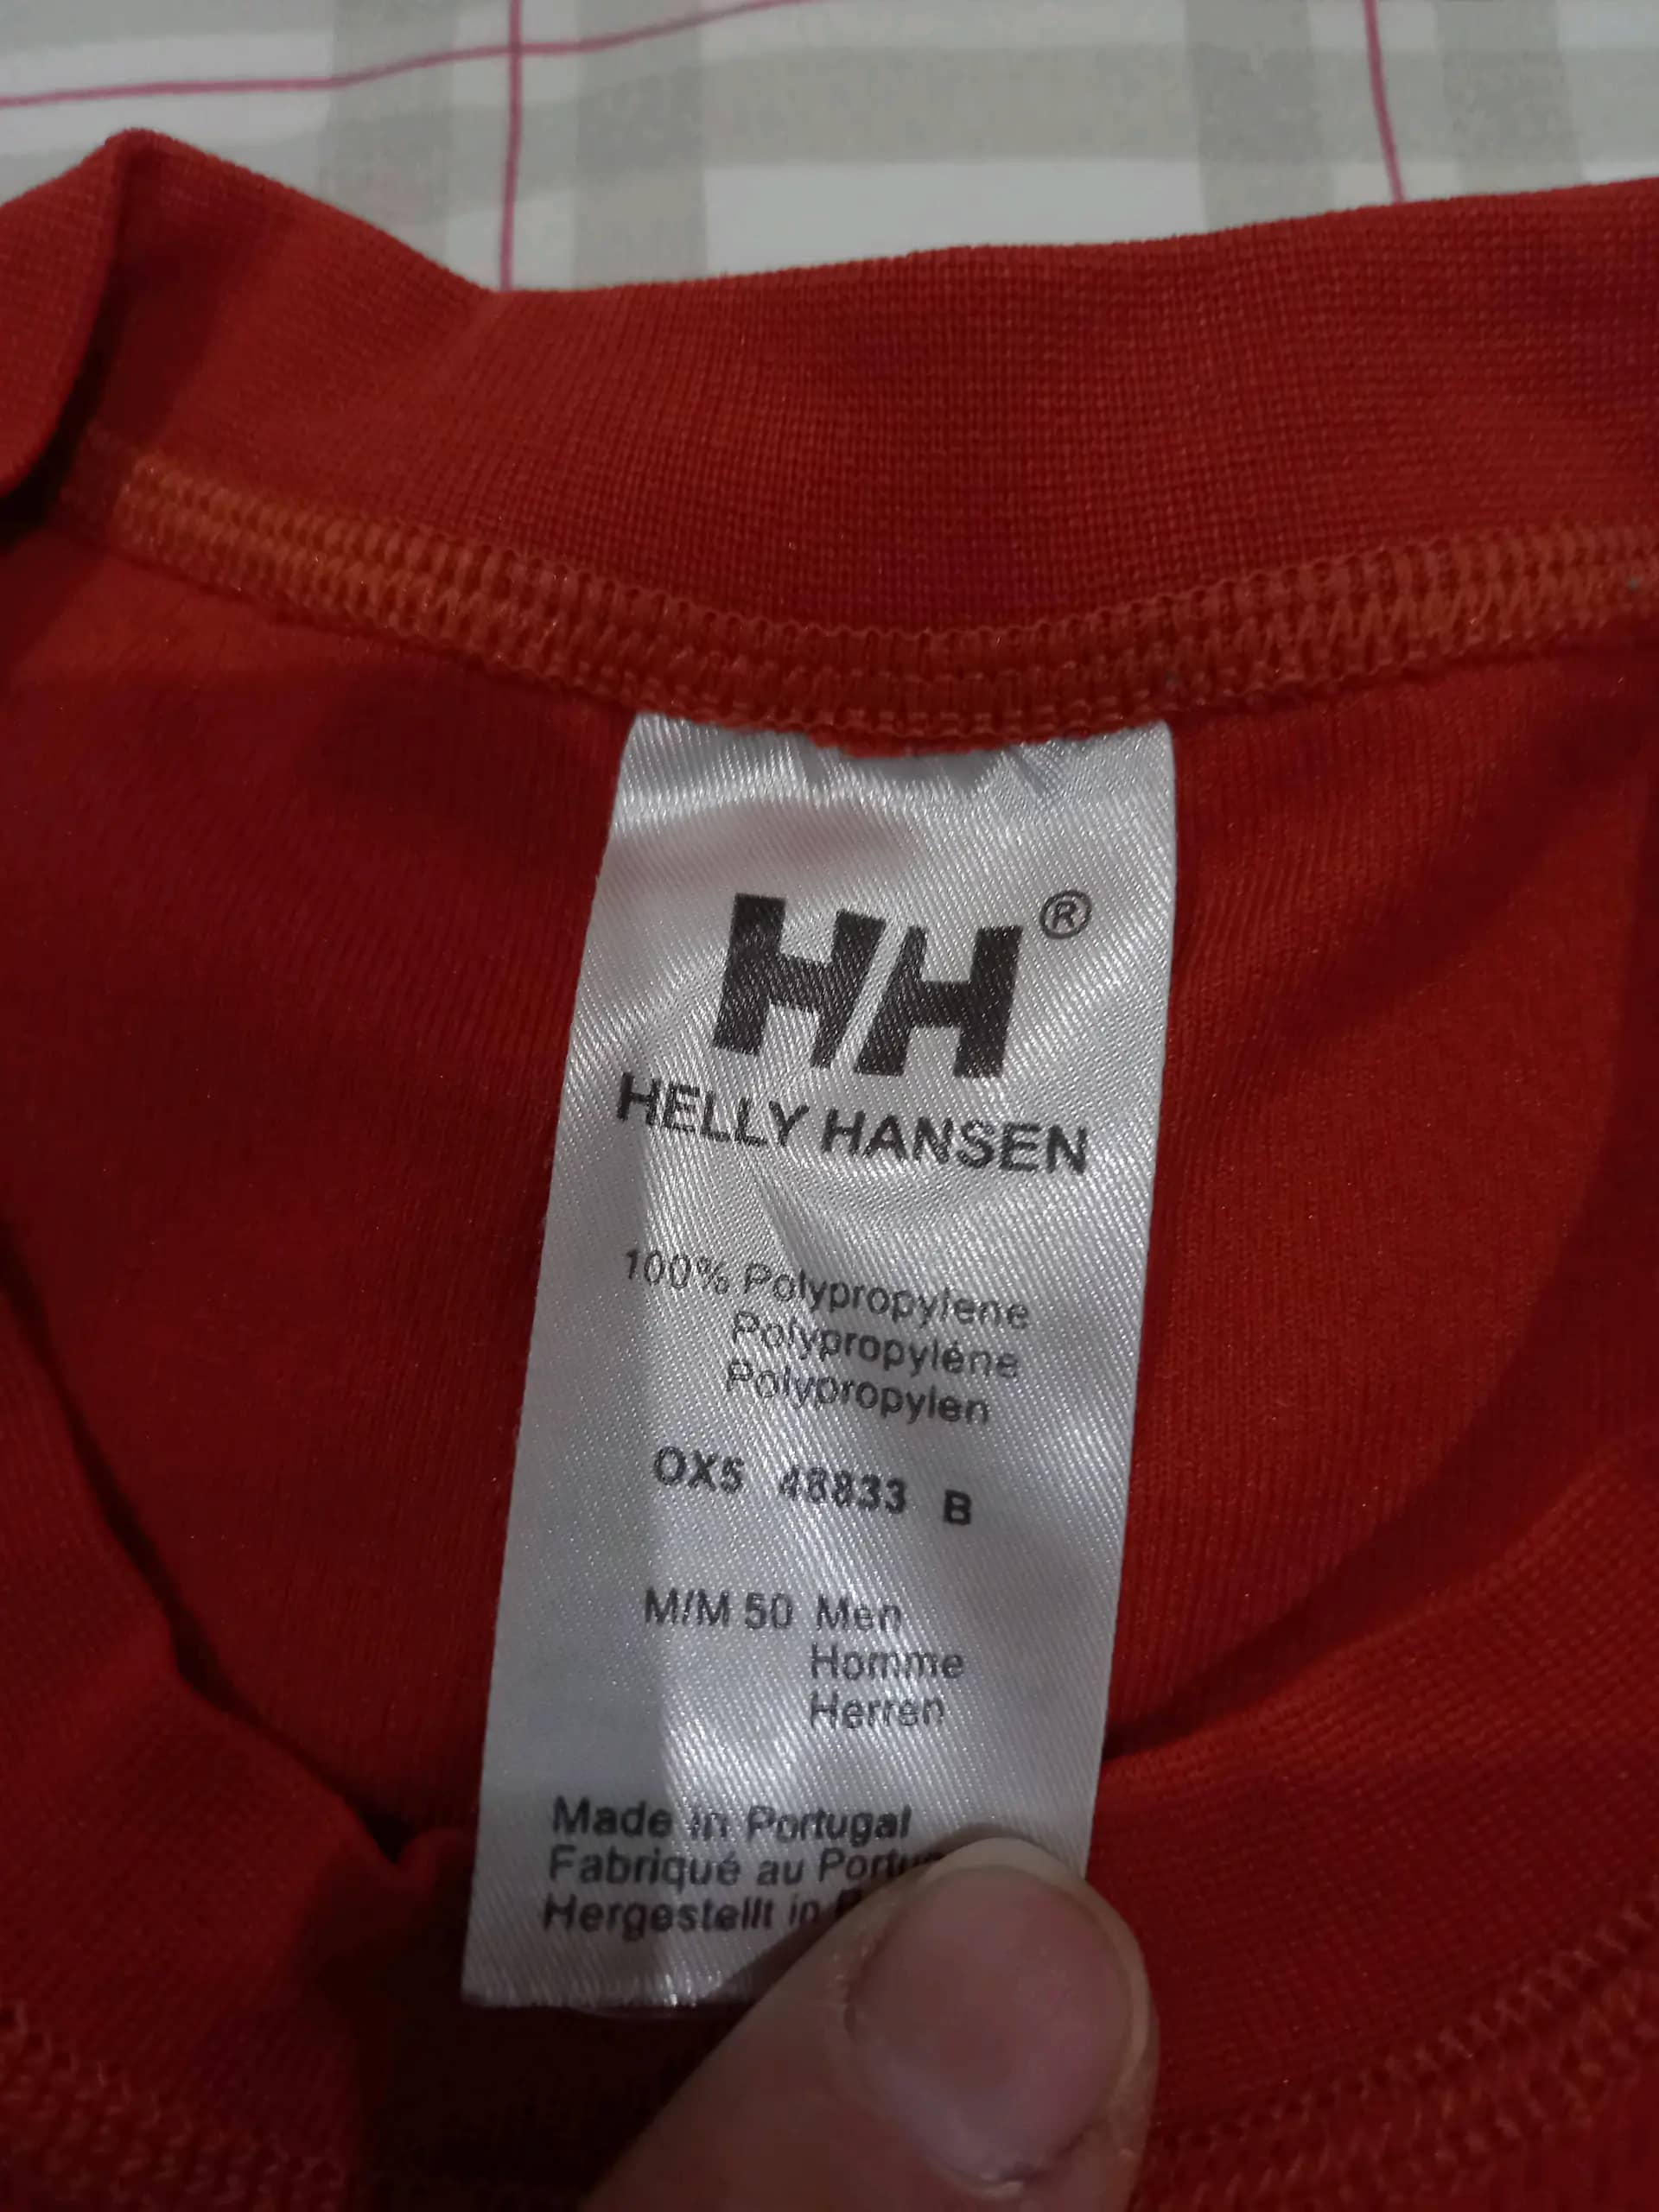 HH®
HELLY HANSEN
100% Polypropylene
Polypropylène
Polypropylen
OX5 48833 B
M/M 50 Men
Homme
Herren
Made in Portugal
Fabriqué au
Hergestellt in